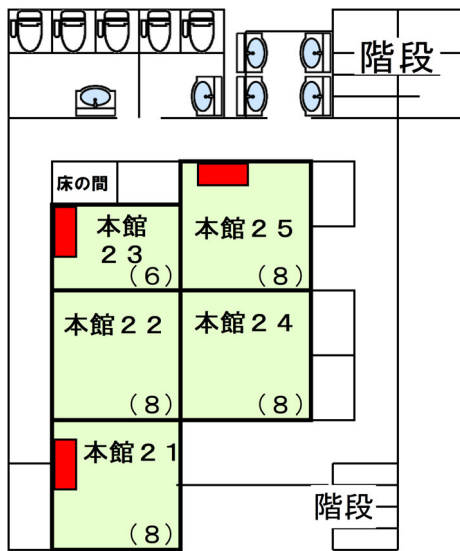 階段
床の間
本館
２３
（６）
本館２５
（８）
本館２２
（８）
本館２４
（８）
本館２１
（８）
階段